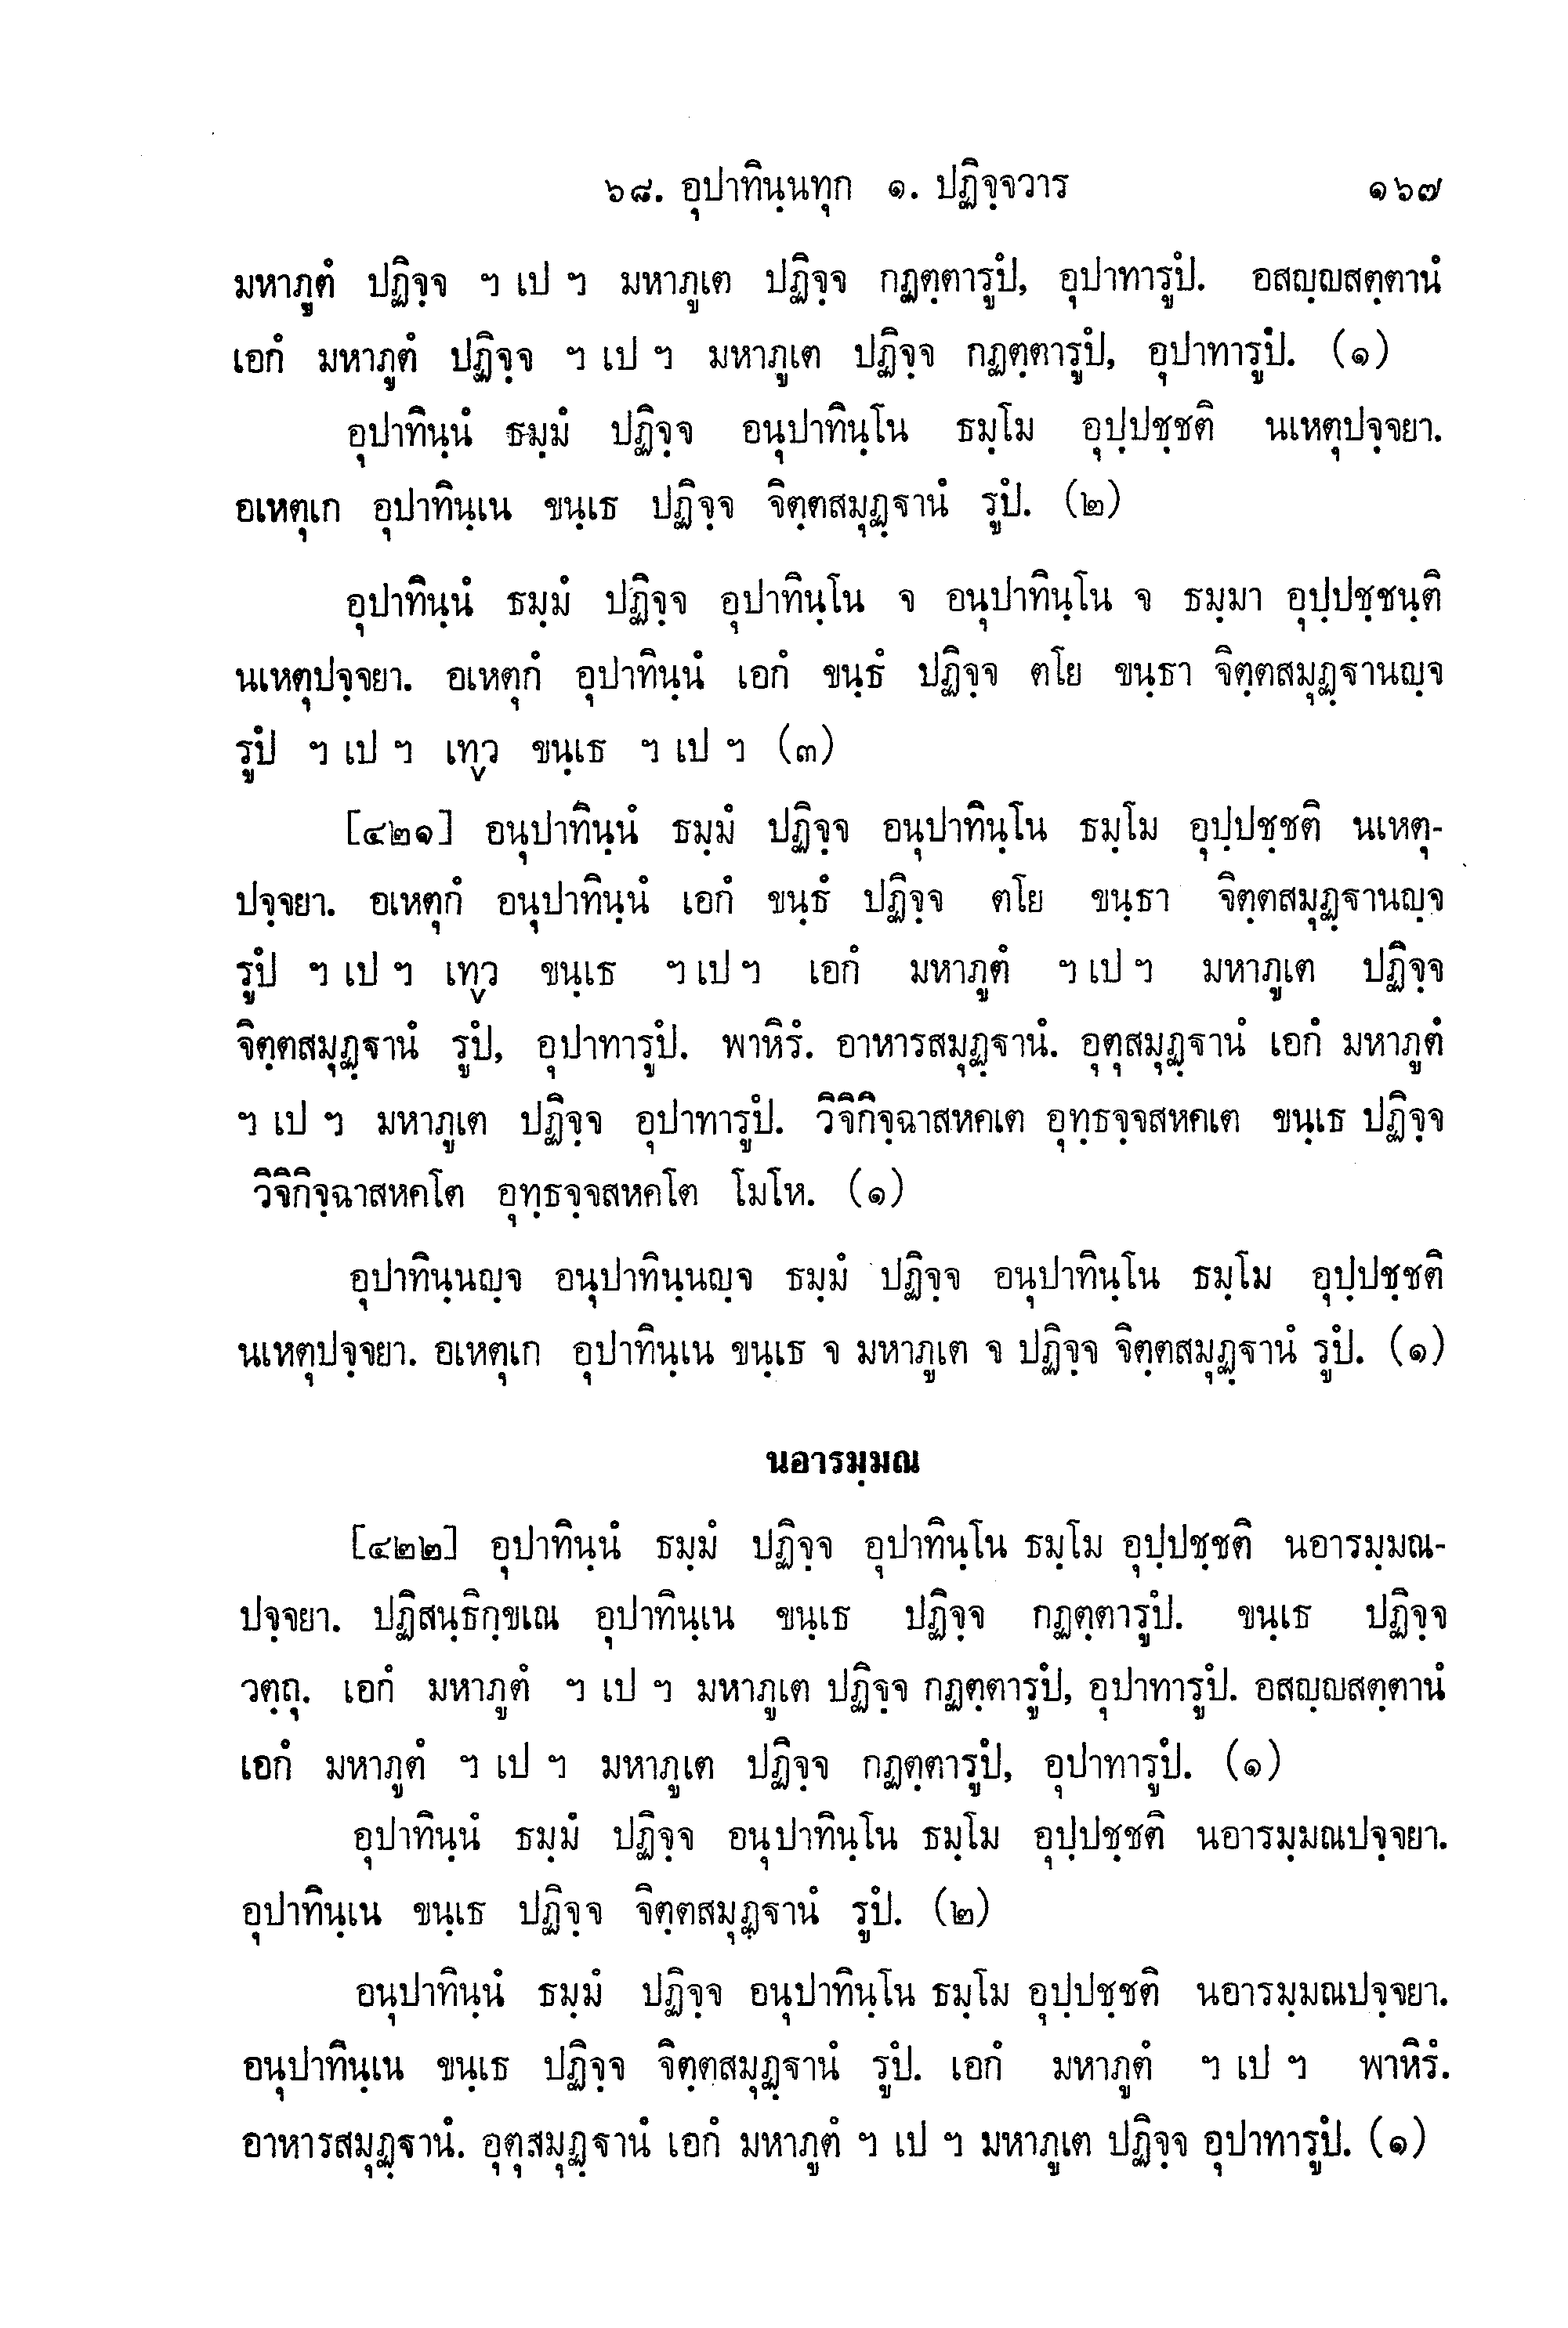 ๖๘. อุปาทินฺนทุก ๑. ปฏิจฺจวาร ๑๖๗
มหาภูตํ ปฏิจฺจ ฯ เป ฯ มหาภูเต ปฏิจฺจ กฏตฺตารูปํ, อุปาทารูปํ. อสญฺญสตฺตานํ
เอกํ มหาภูตํ ปฏิจฺจ ฯ เป ฯ มหาภูเต ปฏิจฺจ กฏตฺตารูปํ, อุปาทารูปํ. (๑)
อุปาทินฺนํ ธมฺมํ ปฏิจฺจ อนุปาทินฺโน ธมฺโม อุปฺปชฺชติ นเหตุปจฺจยา.
อเหตุเก อุปาทินฺเน ขนฺเธ ปฏิจฺจ จิตฺตสมุฏฺฐานํ รูปํ. (๒)
อุปาทินฺนํ ธมฺมํ ปฏิจฺจ อุปาทินฺโน จ อนุปาทินฺโน จ ธมฺมา อุปฺปชฺชนฺติ
นเหตุปจฺจยา. อเหตุกํ อุปาทินฺนํ เอกํ ขนฺธํ ปฏิจฺจ ตโย ขนฺธา จิตฺตสมุฏฺฐานญฺจ
รูปํ ฯ เป ฯ เทฺว ขนฺเธ ฯ เป ฯ (๓)
[๔๒๑] อนุปาทินฺนํ ธมฺมํ ปฏิจฺจ อนุปาทินฺโน ธมฺโม อุปฺปชฺชติ นเหตุ-
ปจฺจยา. อเหตุกํ อนุปาทินฺนํ เอกํ ขนฺธํ ปฏิจฺจ ตโย ขนฺธา จิตฺตสมุฏฺฐานญฺจ
รูปํ ฯ เป ฯ เทฺว ขนฺเธ ฯ เป ฯ เอกํ มหาภูตํ ฯ เป ฯ มหาภูเต ปฏิจฺจ
จิตฺตสมุฏฺฐานํ รูปํ, อุปาทารูปํ. พาหิรํ. อาหารสมุฏฺฐานํ. อุตุสมุฏฺฐานํ เอกํ มหาภูตํ
ฯ เป ฯ มหาภูเต ปฏิจฺจ อุปาทารูปํ. วิจิกิจฺฉาสหคเต อุทฺธจฺจสหคเต ขนฺเธ ปฏิจฺจ
วิจิกิจฺฉาสหคโต อุทฺธจฺจสหคโต โมโห. (๑)
อุปาทินฺนญฺจ อนุปาทินฺนญฺจ ธมฺมํ ปฏิจฺจ อนุปาทินฺโน ธมฺโม อุปฺปชฺชติ
นเหตุปจฺจยา. อเหตุเก อุปาทินฺเน ขนฺเธ จ มหาภูเต จ ปฏิจฺจ จิตฺตสมุฏฺฐานํ รูปํ. (๑)
นอารมฺมณ
[๔๒๒] อุปาทินฺนํ ธมฺมํ ปฏิจฺจ อุปาทินฺโน ธมฺโม อุปฺปชฺชติ นอารมฺมณ-
ปจฺจยา. ปฏิสนฺธิกฺขเณ อุปาทินฺเน ขนฺเธ ปฏิจฺจ กฏตฺตารูปํ. ขนฺเธ ปฏิจฺจ
วตฺถุ. เอกํ มหาภูตํ ฯ เป ฯ มหาภูเต ปฏิจฺจ กฏตฺตารูปํ, อุปาทารูปํ. อสญฺญสตฺตานํ
เอกํ มหาภูตํ ฯ เป ฯ มหาภูเต ปฏิจฺจ กฏตฺตารูปํ, อุปาทารูปํ. (๑)
อุปาทินฺนํ ธมฺมํ ปฏิจฺจ อนุปาทินฺโน ธมฺโม อุปฺปชฺชติ นอารมฺมณปจฺจยา.
อุปาทินฺเน ขนฺเธ ปฏิจฺจ จิตฺตสมุฏฺฐานํ รูปํ. (๒)
อนุปาทินฺนํ ธมฺมํ ปฏิจฺจ อนุปาทินฺโน ธมฺโม อุปฺปชฺชติ นอารมฺมณปจฺจยา.
อนุปาทินฺเน ขนฺเธ ปฏิจฺจ จิตฺตสมุฏฺฐานํ รูปํ. เอกํ มหาภูตํ ฯ เป ฯ พาหิรํ.
อาหารสมุฏฺฐานํ. อุตุสมุฏฺฐานํ เอกํ มหาภูตํ ฯ เป ฯ มหาภูเต ปฏิจฺจ อุปาทารูปํ. (๑)